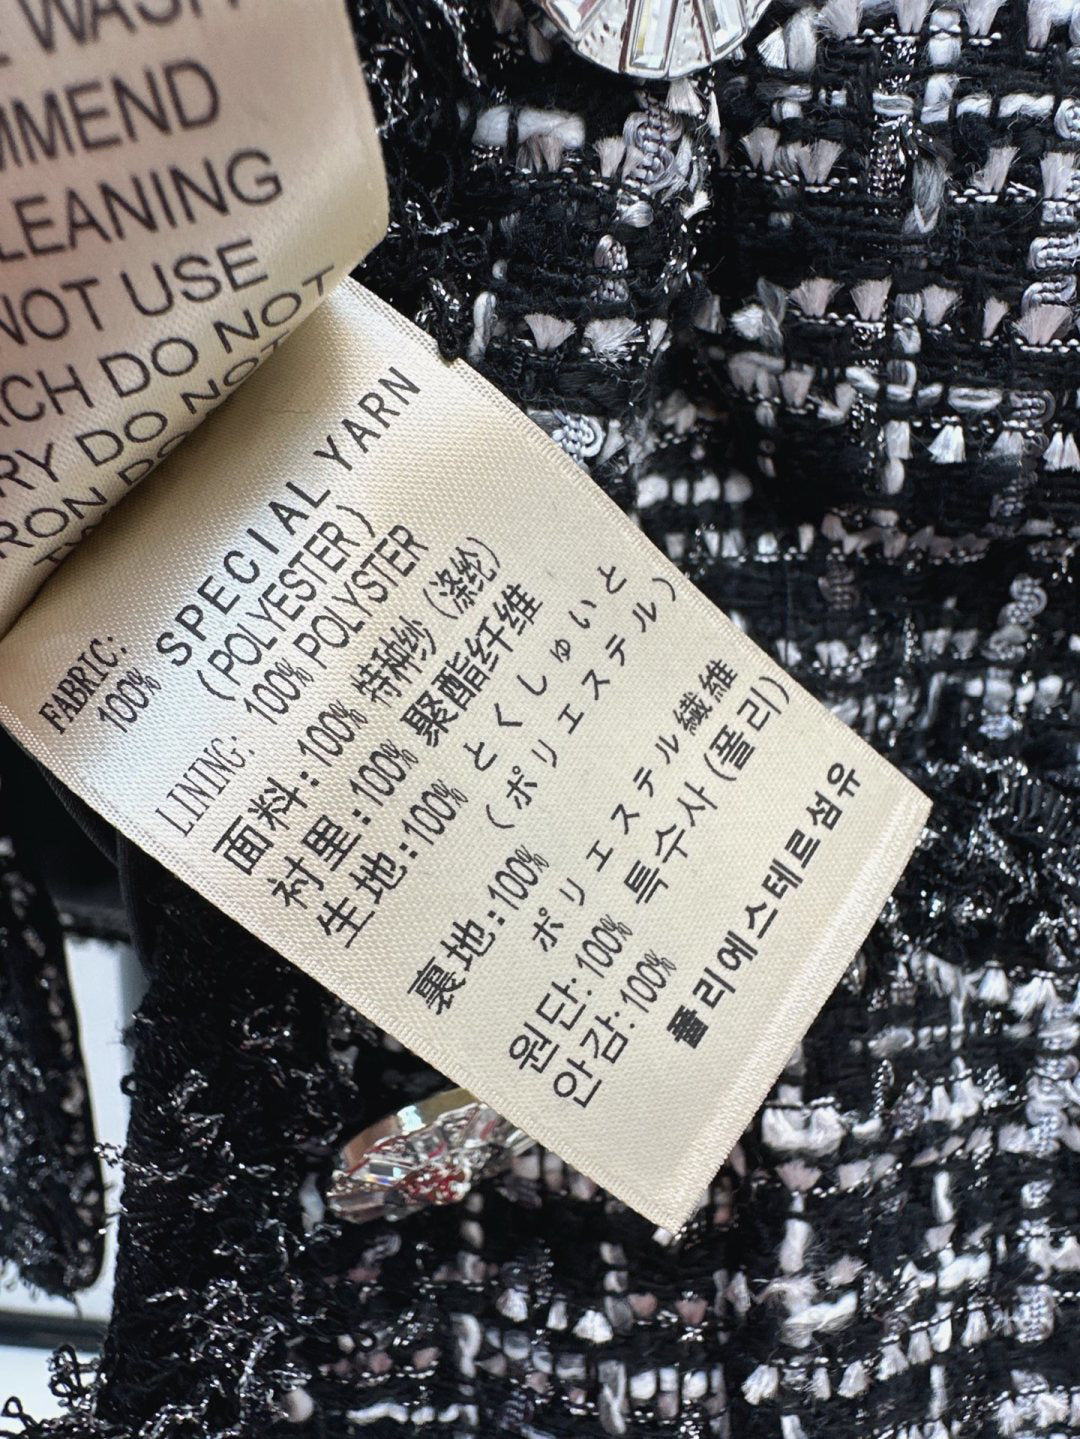 WASH
MMEND
LEANING
NOT USE
ACH DO NOT
RY DO NOT
RON DO
FABRIC:
100% SPECIAL YARN
(POLYESTER)
LINING: 100% POLYSTER
面料:100% 特种纱 (涤纶)
衬里:100% 聚酯纤维
生地:100% とくしゅいと
(ポリエステル)
裏地:100%
ポリエステル繊維
원단:100% 특수사 (폴리)
안감:100%
폴리에스테르섬유